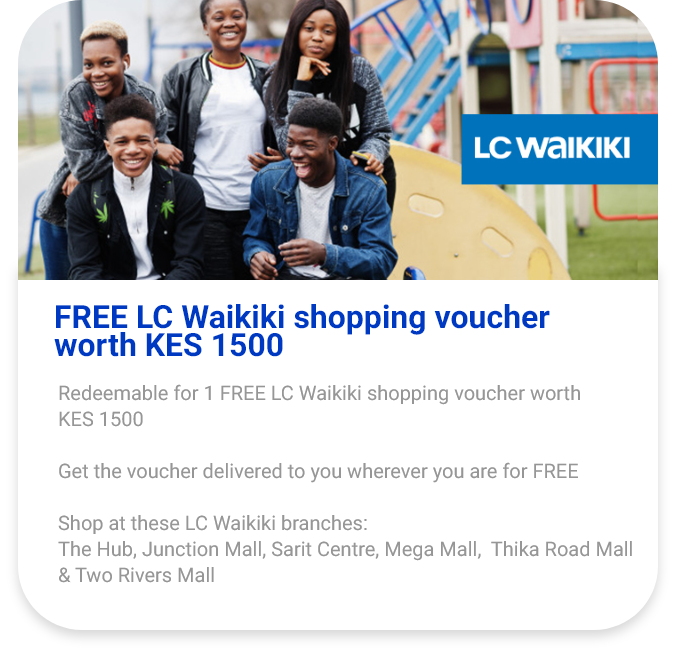 LC WAIKIKI
FREE LC Waikiki shopping voucher
worth KES 1500
Redeemable for 1 FREE LC Waikiki shopping voucher worth
KES 1500
Get the voucher delivered to you wherever you are for FREE
Shop at these LC Waikiki branches:
The Hub, Junction Mall, Sarit Centre, Mega Mall,  Thika Road Mall
& Two Rivers Mall